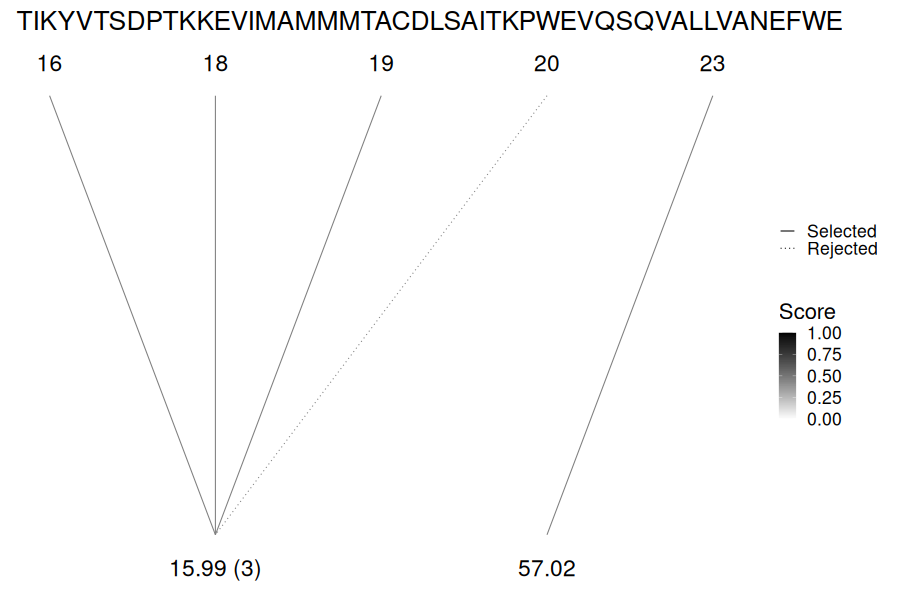 TIKYVTSDPTKKEVIMAMMMTACDLSAITKPWEVQSQVALLVANEFWE
16 18 19 20 23
Selected
Rejected
Score
1.00
0.75
0.50
0.25
0.00
15.99 (3) 57.02